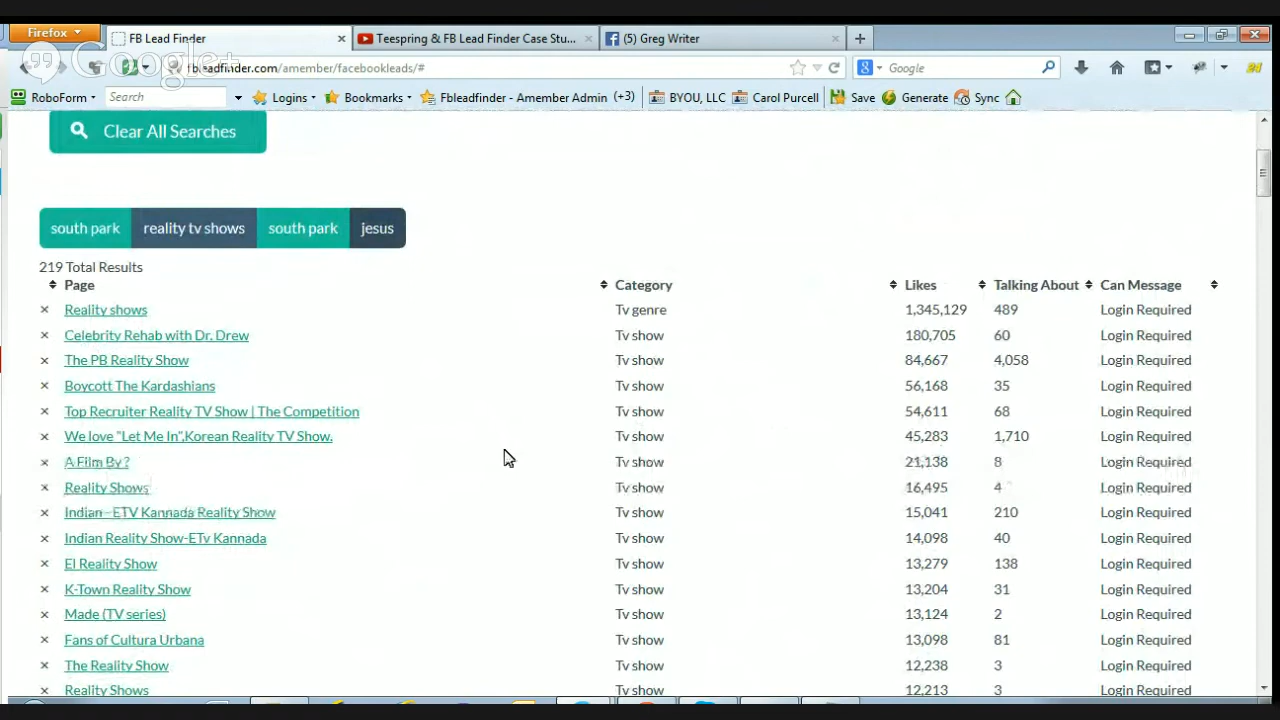 Firefox
FB Lead Finder
Teespring & FB Lead Finder Case Stu...
(5) Greg Writer
Google+
fbleadfinder.com/amember/facebookleads/#
Google
RoboForm
Search
Logins
Bookmarks
Fbleadfinder - Amember Admin (+3)
BYOU, LLC
Carol Purcell
Save
Generate
Sync
Clear All Searches
south park reality tv shows south park jesus
219 Total Results
Page Category Likes Talking About Can Message
Reality shows Tv genre 1,345,129 489 Login Required
Celebrity Rehab with Dr. Drew Tv show 180,705 60 Login Required
The PB Reality Show Tv show 84,667 4,058 Login Required
Boycott The Kardashians Tv show 56,168 35 Login Required
Top Recruiter Reality TV Show | The Competition Tv show 54,611 68 Login Required
We love "Let Me In",Korean Reality TV Show. Tv show 45,283 1,710 Login Required
A Film By ? Tv show 21,138 8 Login Required
Reality Shows Tv show 16,495 4 Login Required
Indian - ETV Kannada Reality Show Tv show 15,041 210 Login Required
Indian Reality Show-ETv Kannada Tv show 14,098 40 Login Required
El Reality Show Tv show 13,279 138 Login Required
K-Town Reality Show Tv show 13,204 31 Login Required
Made (TV series) Tv show 13,124 2 Login Required
Fans of Cultura Urbana Tv show 13,098 81 Login Required
The Reality Show Tv show 12,238 3 Login Required
Reality Shows Tv show 12,213 3 Login Required